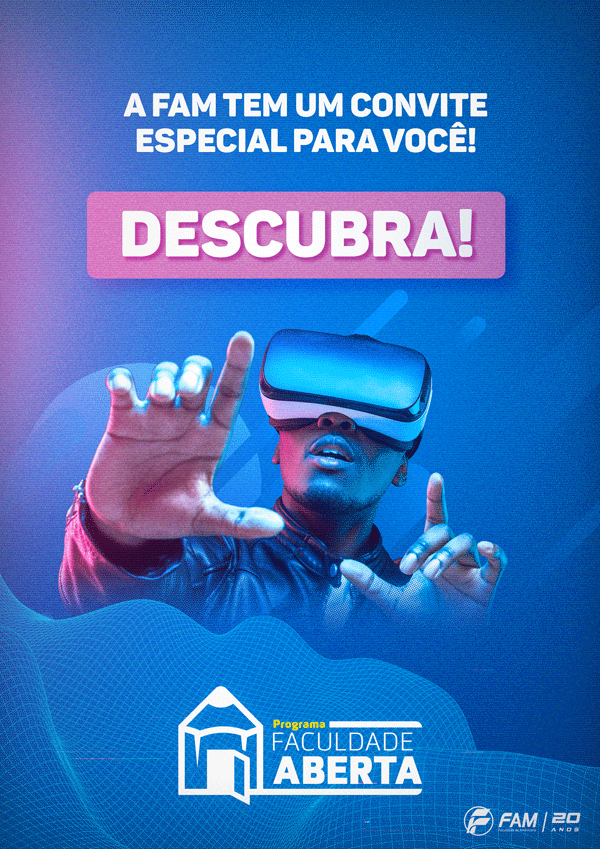 A FAM TEM UM CONVITE
ESPECIAL PARA VOCÊ!
DESCUBRA!
Programa
FACULDADE
ABERTA
FAM | 20
ANOS